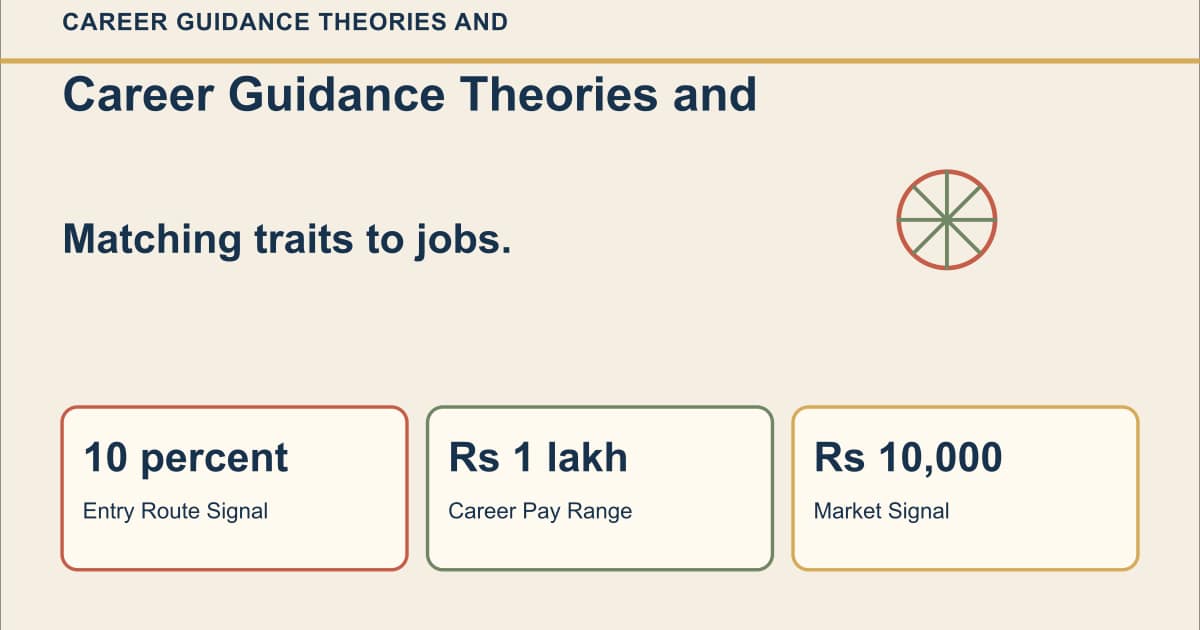 CAREER GUIDANCE THEORIES AND
Career Guidance Theories and
Matching traits to jobs.
10 percent
Entry Route Signal
Rs 1 lakh
Career Pay Range
Rs 10,000
Market Signal